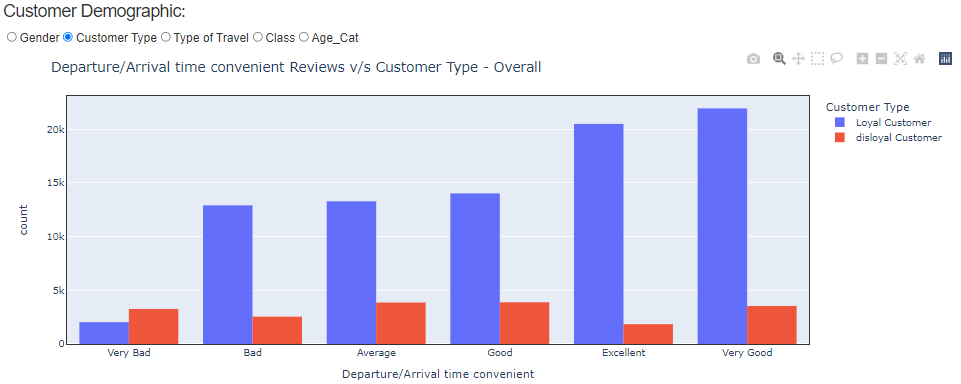 Customer Demographic:
Gender Customer Type Type of Travel Class Age_Cat
Departure/Arrival time convenient Reviews v/s Customer Type - Overall
Customer Type
Loyal Customer
disloyal Customer
20k
15k
10k
5k
0
count
Very Bad Bad Average Good Excellent Very Good
Departure/Arrival time convenient